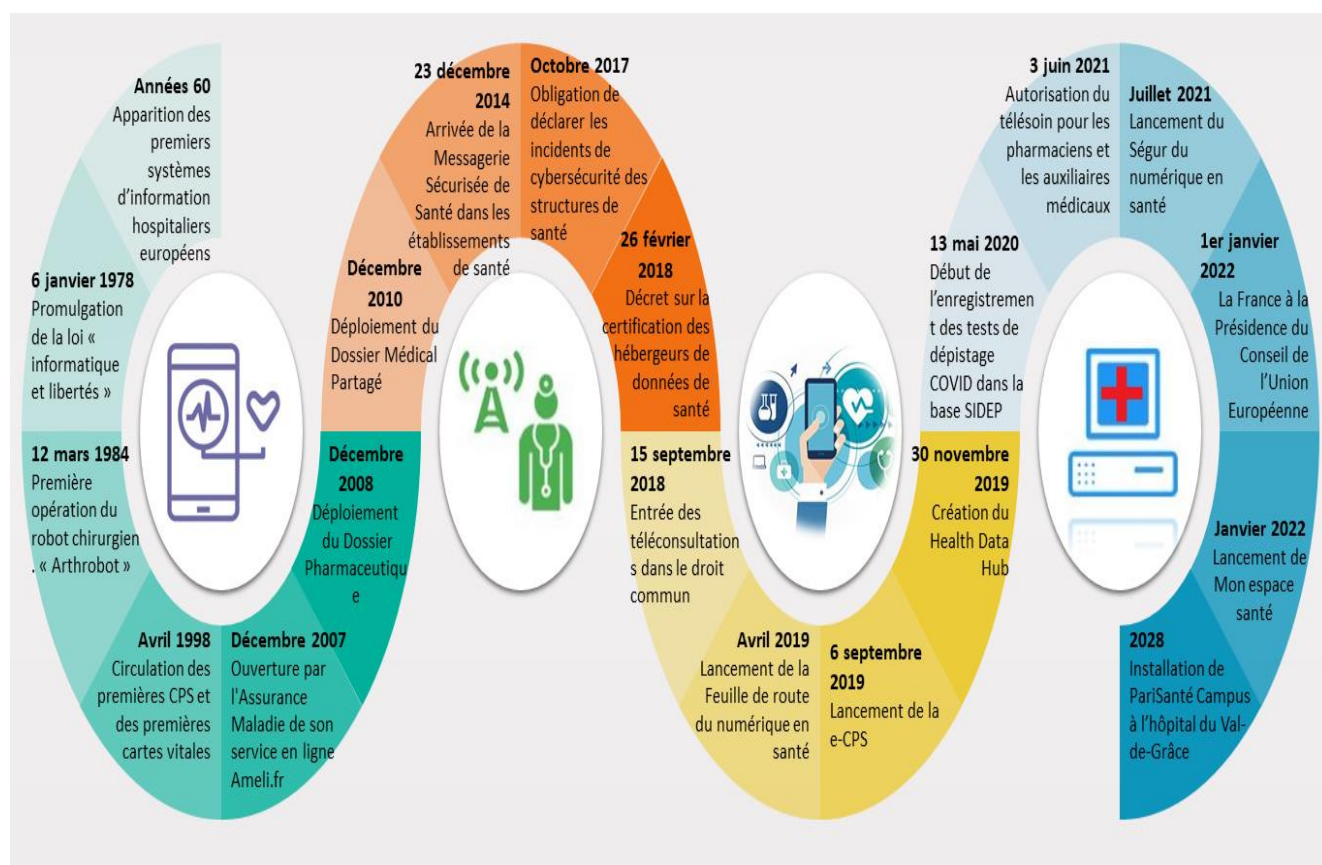 Années 60
Apparition des
premiers
systèmes
d'information
hospitaliers
européens
6 janvier 1978
Promulgation
de la loi «
informatique
et libertés »
12 mars 1984
Première
opération du
robot chirurgien
. « Arthrobot »
Avril 1998
Circulation des
premières CPS et
des premières
cartes vitales
Décembre 2007
Ouverture par
l'Assurance
Maladie de son
service en ligne
Ameli.fr
Décembre
2008
Déploiement
du Dossier
Pharmaceutiqu
e
Décembre
2010
Déploiement du
Dossier Médical
Partagé
23 décembre
2014
Arrivée de la
Messagerie
Sécurisée de
Santé dans les
établissements
de santé
Octobre 2017
Obligation de
déclarer les
incidents de
cybersécurité des
structures de
santé
26 février
2018
Décret sur la
certification des
hébergeurs de
données de
santé
15 septembre
2018
Entrée des
téléconsultation
s dans le droit
commun
Avril 2019
Lancement de la
Feuille de route
du numérique en
santé
6 septembre
2019
Lancement de la
e-CPS
30 novembre
2019
Création du
Health Data
Hub
13 mai 2020
Début de
l'enregistremen
t des tests de
dépistage
COVID dans la
base SIDEP
3 juin 2021
Autorisation du
télésoin pour les
pharmaciens et
les auxiliaires
médicaux
Juillet 2021
Lancement du
Ségur du
numérique en
santé
1er janvier
2022
La France à la
Présidence du
Conseil de
l'Union
Européenne
Janvier 2022
Lancement de
Mon espace
santé
2028
Installation de
PariSanté Campus
à l'hôpital du Val-
de-Grâce